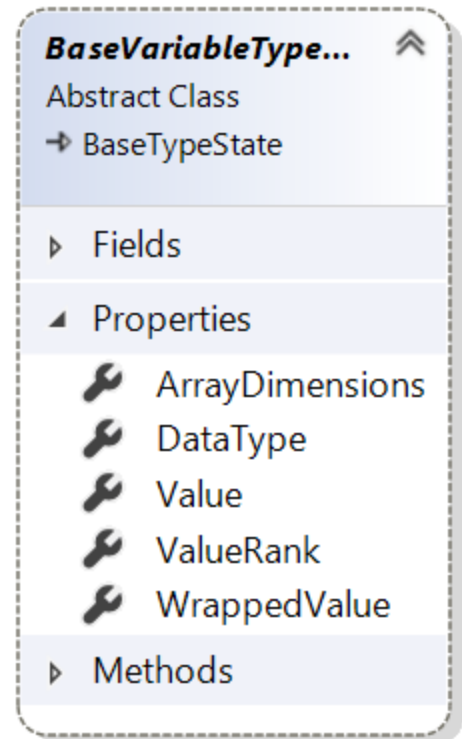 BaseVariableType...
Abstract Class
BaseTypeState
Fields
Properties
ArrayDimensions
DataType
Value
ValueRank
WrappedValue
Methods